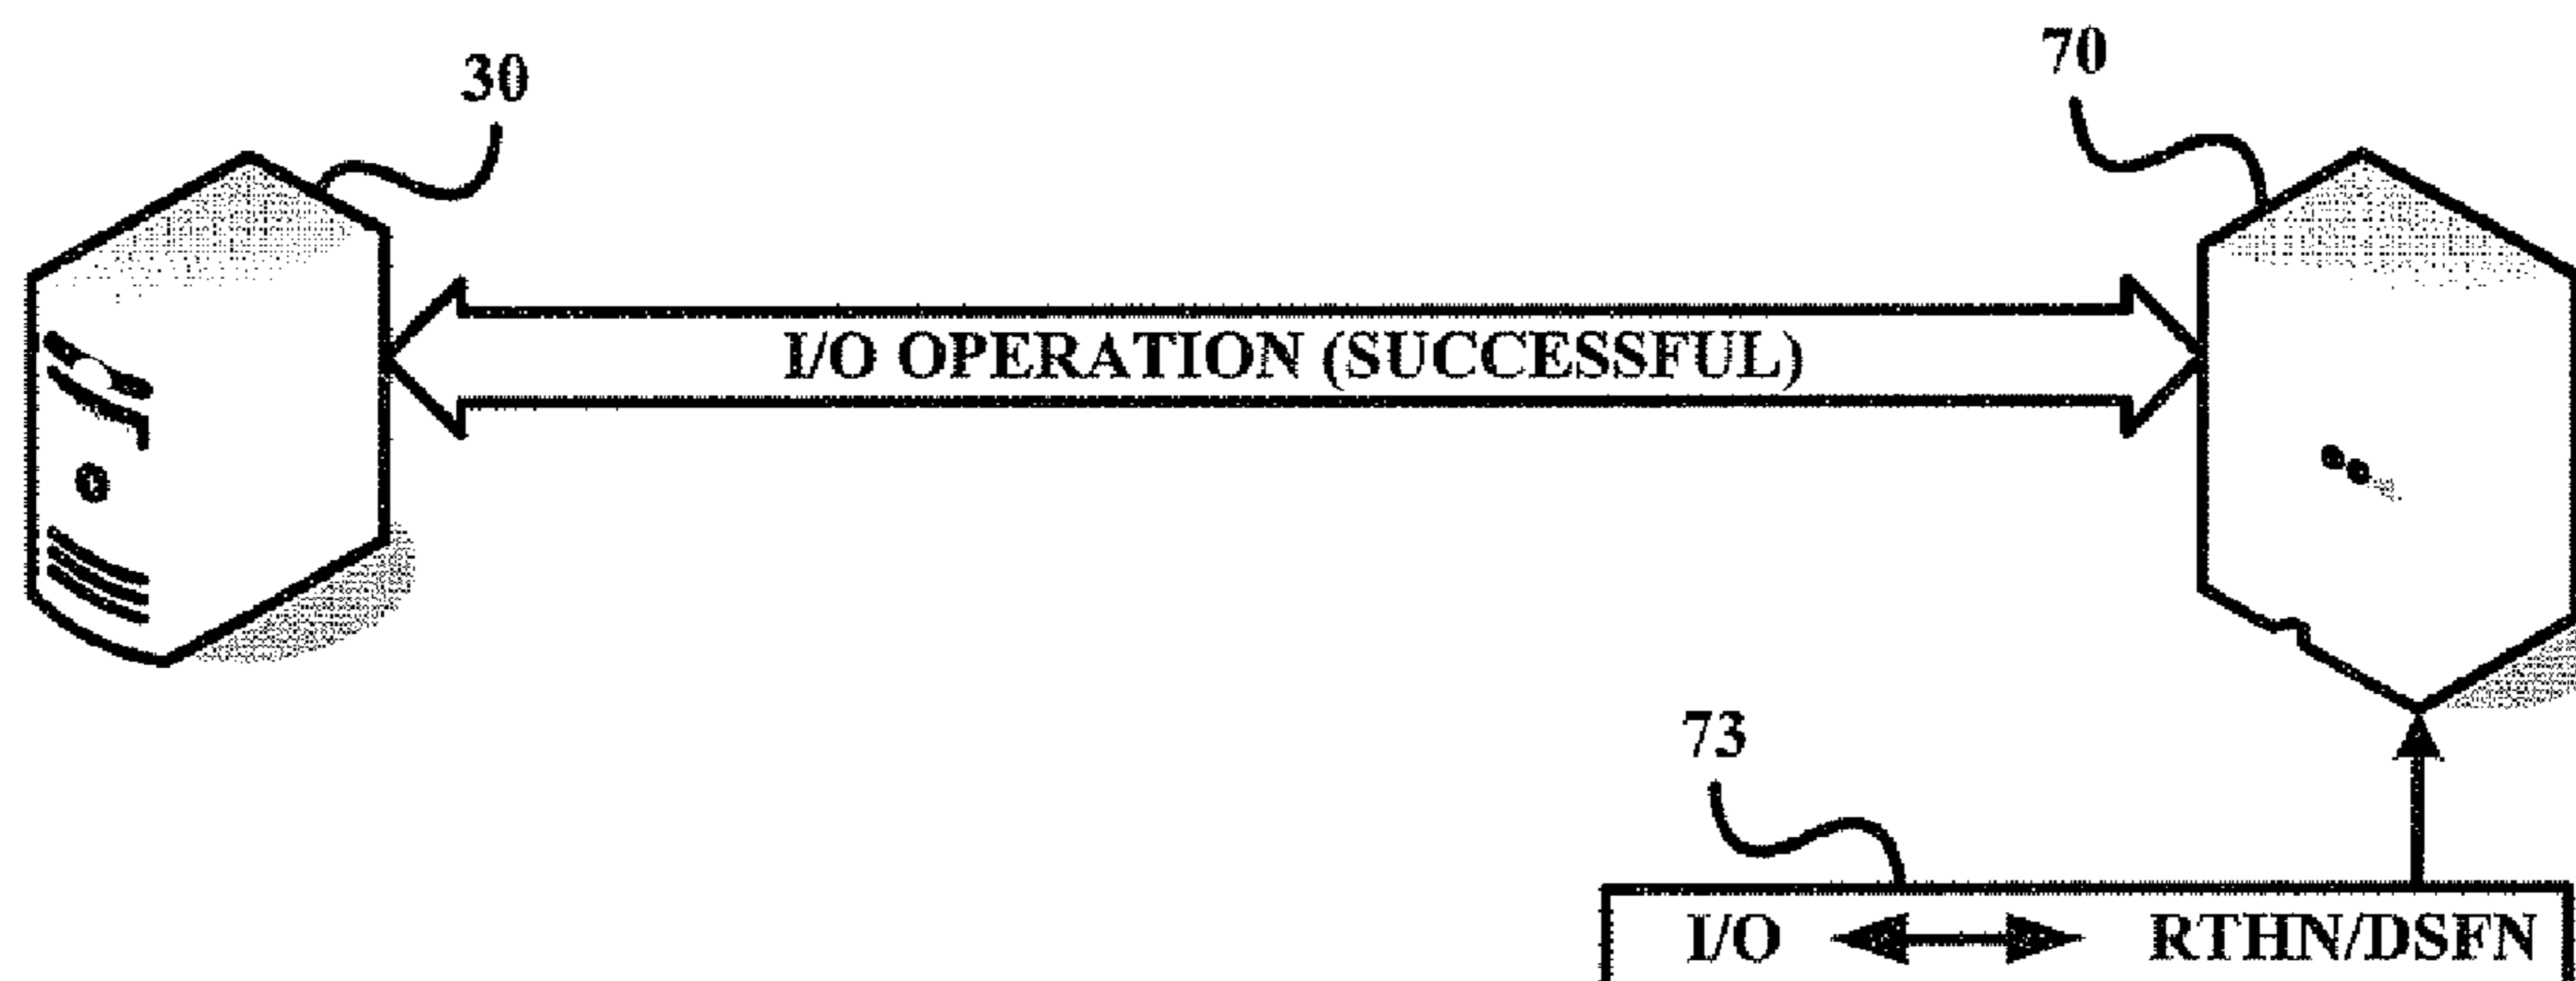 30
70
I/O OPERATION (SUCCESSFUL)
73
I/O RTHN/DSFN